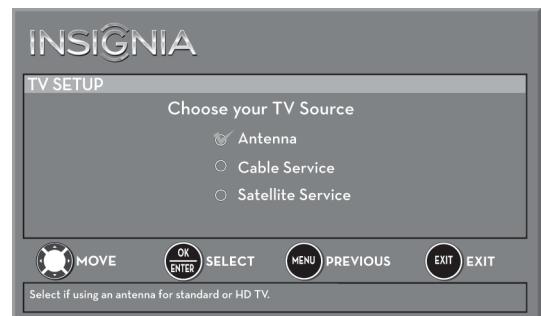 INSIGNIA
TV SETUP
Choose your TV Source
Antenna
Cable Service
Satellite Service
MOVE OK ENTER SELECT MENU PREVIOUS EXIT EXIT
Select if using an antenna for standard or HD TV.